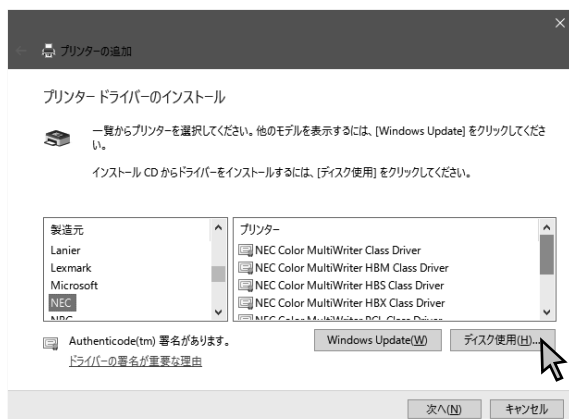 プリンターの追加
プリンター ドライバーのインストール
一覧からプリンターを選択してください。他のモデルを表示するには、[Windows Update] をクリックしてくださ
い。
インストール CD からドライバーをインストールするには、[ディスク使用] をクリックしてください。
製造元
Lanier
Lexmark
Microsoft
NEC
NRG
プリンター
NEC Color MultiWriter Class Driver
NEC Color MultiWriter HBM Class Driver
NEC Color MultiWriter HBS Class Driver
NEC Color MultiWriter HBX Class Driver
NEC Color MultiWriter PCL Class Driver
Authenticode(tm) 署名があります。
ドライバーの署名が重要な理由
Windows Update(W)
ディスク使用(H)...
次へ(N)
キャンセル